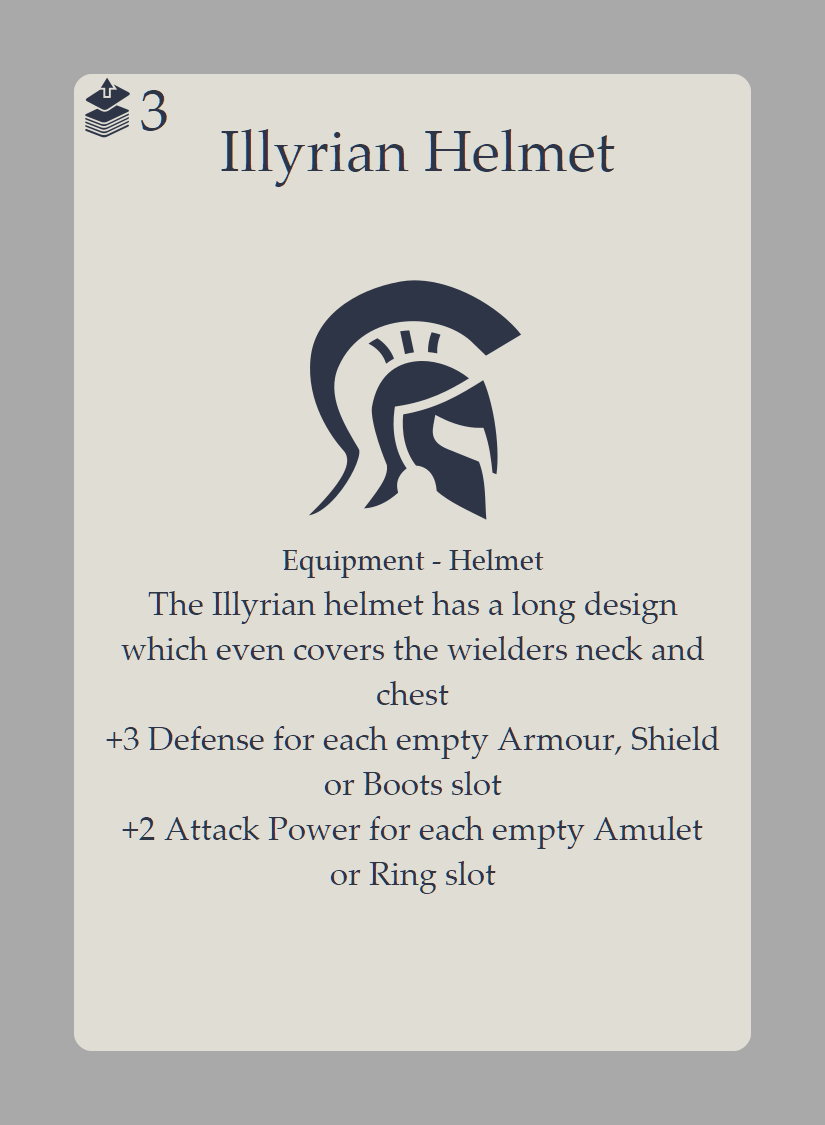 3
Illyrian Helmet
Equipment - Helmet
The Illyrian helmet has a long design
which even covers the wielders neck and
chest
+3 Defense for each empty Armour, Shield
or Boots slot
+2 Attack Power for each empty Amulet
or Ring slot